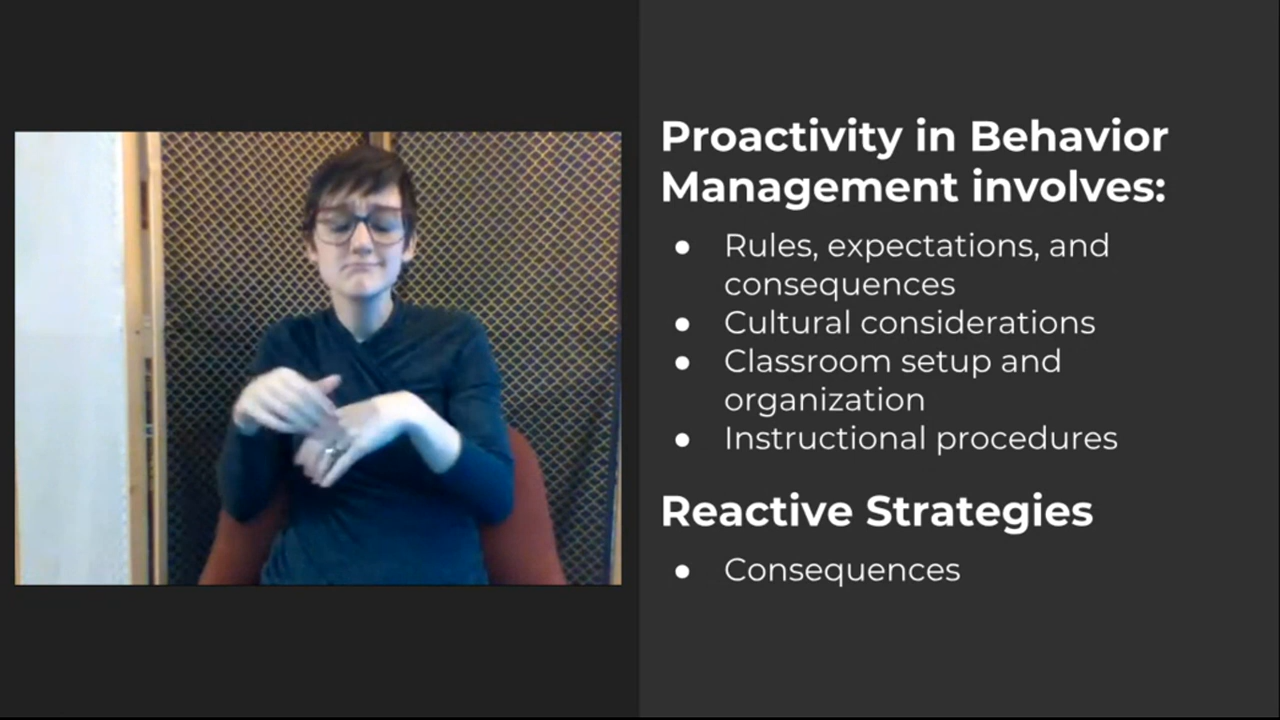 Proactivity in Behavior
Management involves:
● Rules, expectations, and
consequences
● Cultural considerations
● Classroom setup and
organization
● Instructional procedures
Reactive Strategies
● Consequences